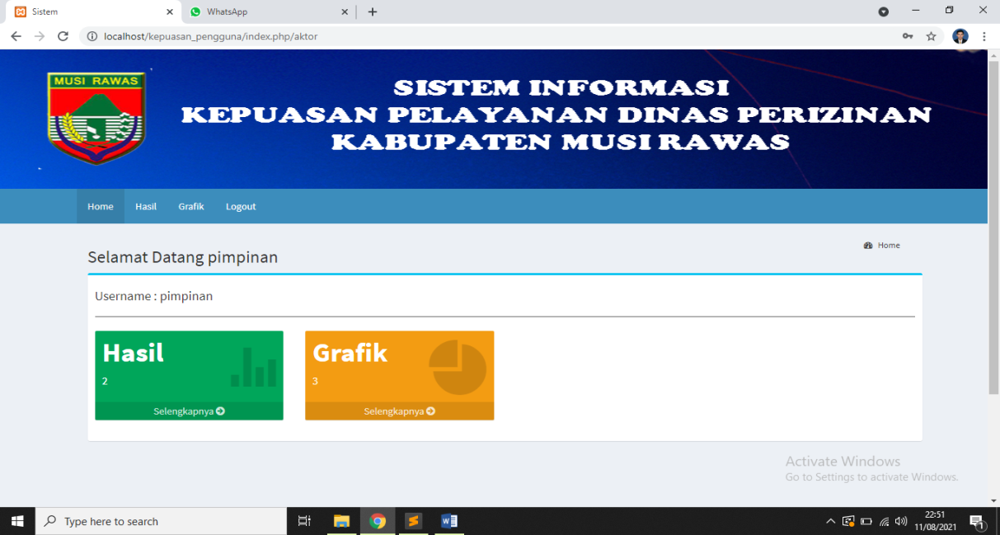 Sistem
WhatsApp
localhost/kepuasan_pengguna/index.php/aktor
MUSI RAWAS
SISTEM INFORMASI
KEPUASAN PELAYANAN DINAS PERIZINAN
KABUPATEN MUSI RAWAS
Home Hasil Grafik Logout
Home
Selamat Datang pimpinan
Username : pimpinan
Hasil
2
Selengkapnya
Grafik
3
Selengkapnya
Activate Windows
Go to Settings to activate Windows.
Type here to search
22:51
11/08/2021
1